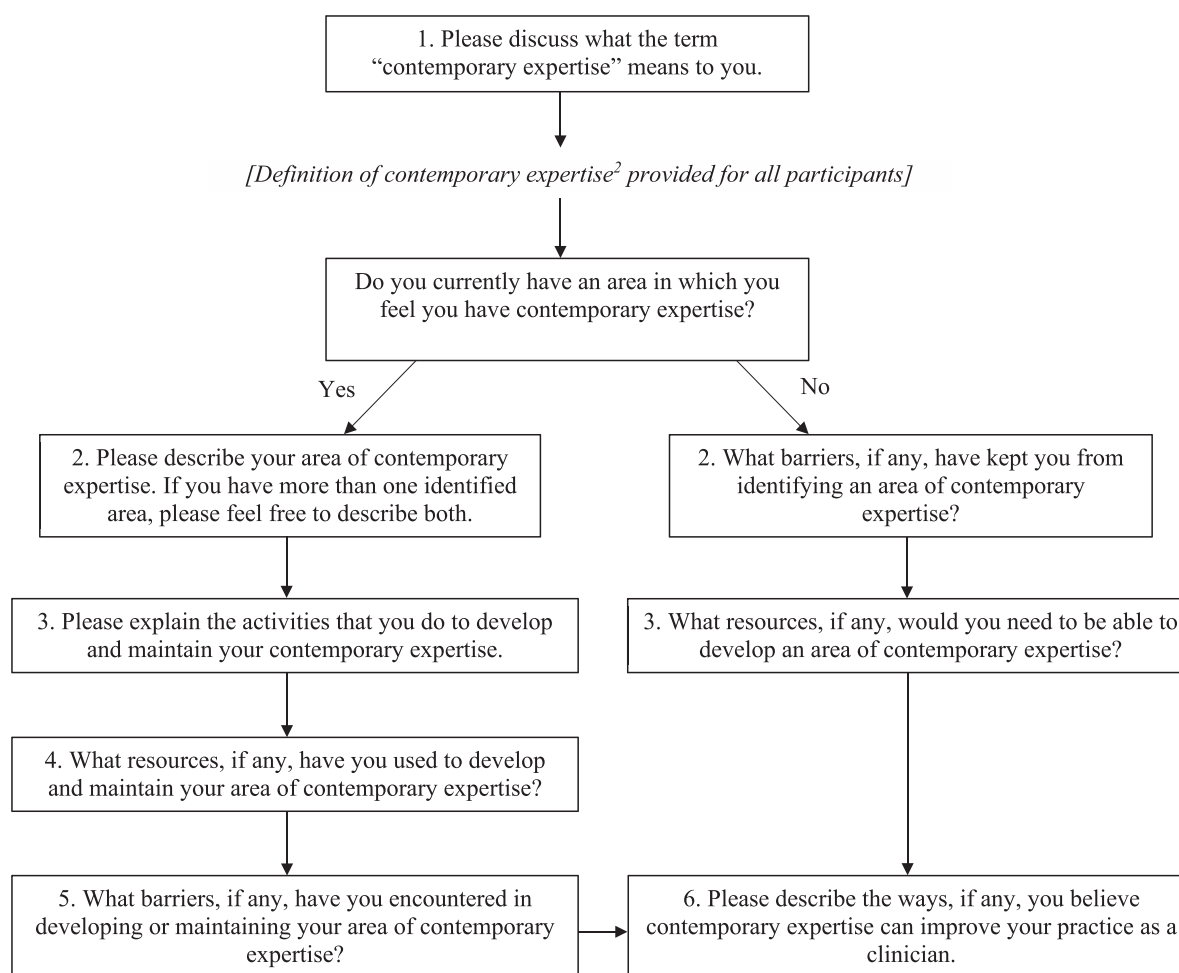 1. Please discuss what the term
“contemporary expertise” means to you.
[Definition of contemporary expertise² provided for all participants]
Do you currently have an area in which you
feel you have contemporary expertise?
Yes
No
2. Please describe your area of contemporary
expertise. If you have more than one identified
area, please feel free to describe both.
2. What barriers, if any, have kept you from
identifying an area of contemporary
expertise?
3. Please explain the activities that you do to develop
and maintain your contemporary expertise.
3. What resources, if any, would you need to be able to
develop an area of contemporary expertise?
4. What resources, if any, have you used to develop
and maintain your area of contemporary expertise?
5. What barriers, if any, have you encountered in
developing or maintaining your area of contemporary
expertise?
6. Please describe the ways, if any, you believe
contemporary expertise can improve your practice as a
clinician.